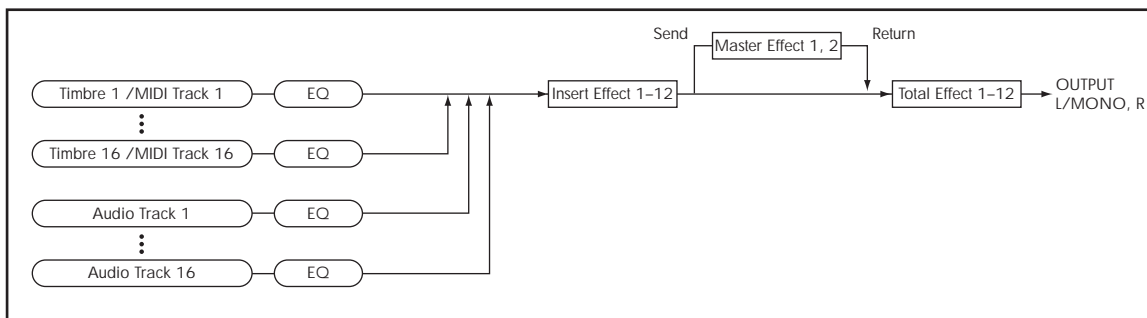 Send
Master Effect 1, 2
Return
Timbre 1 /MIDI Track 1
EQ
Insert Effect 1–12
Total Effect 1–12
OUTPUT
L/MONO, R
Timbre 16 /MIDI Track 16
EQ
Audio Track 1
EQ
Audio Track 16
EQ